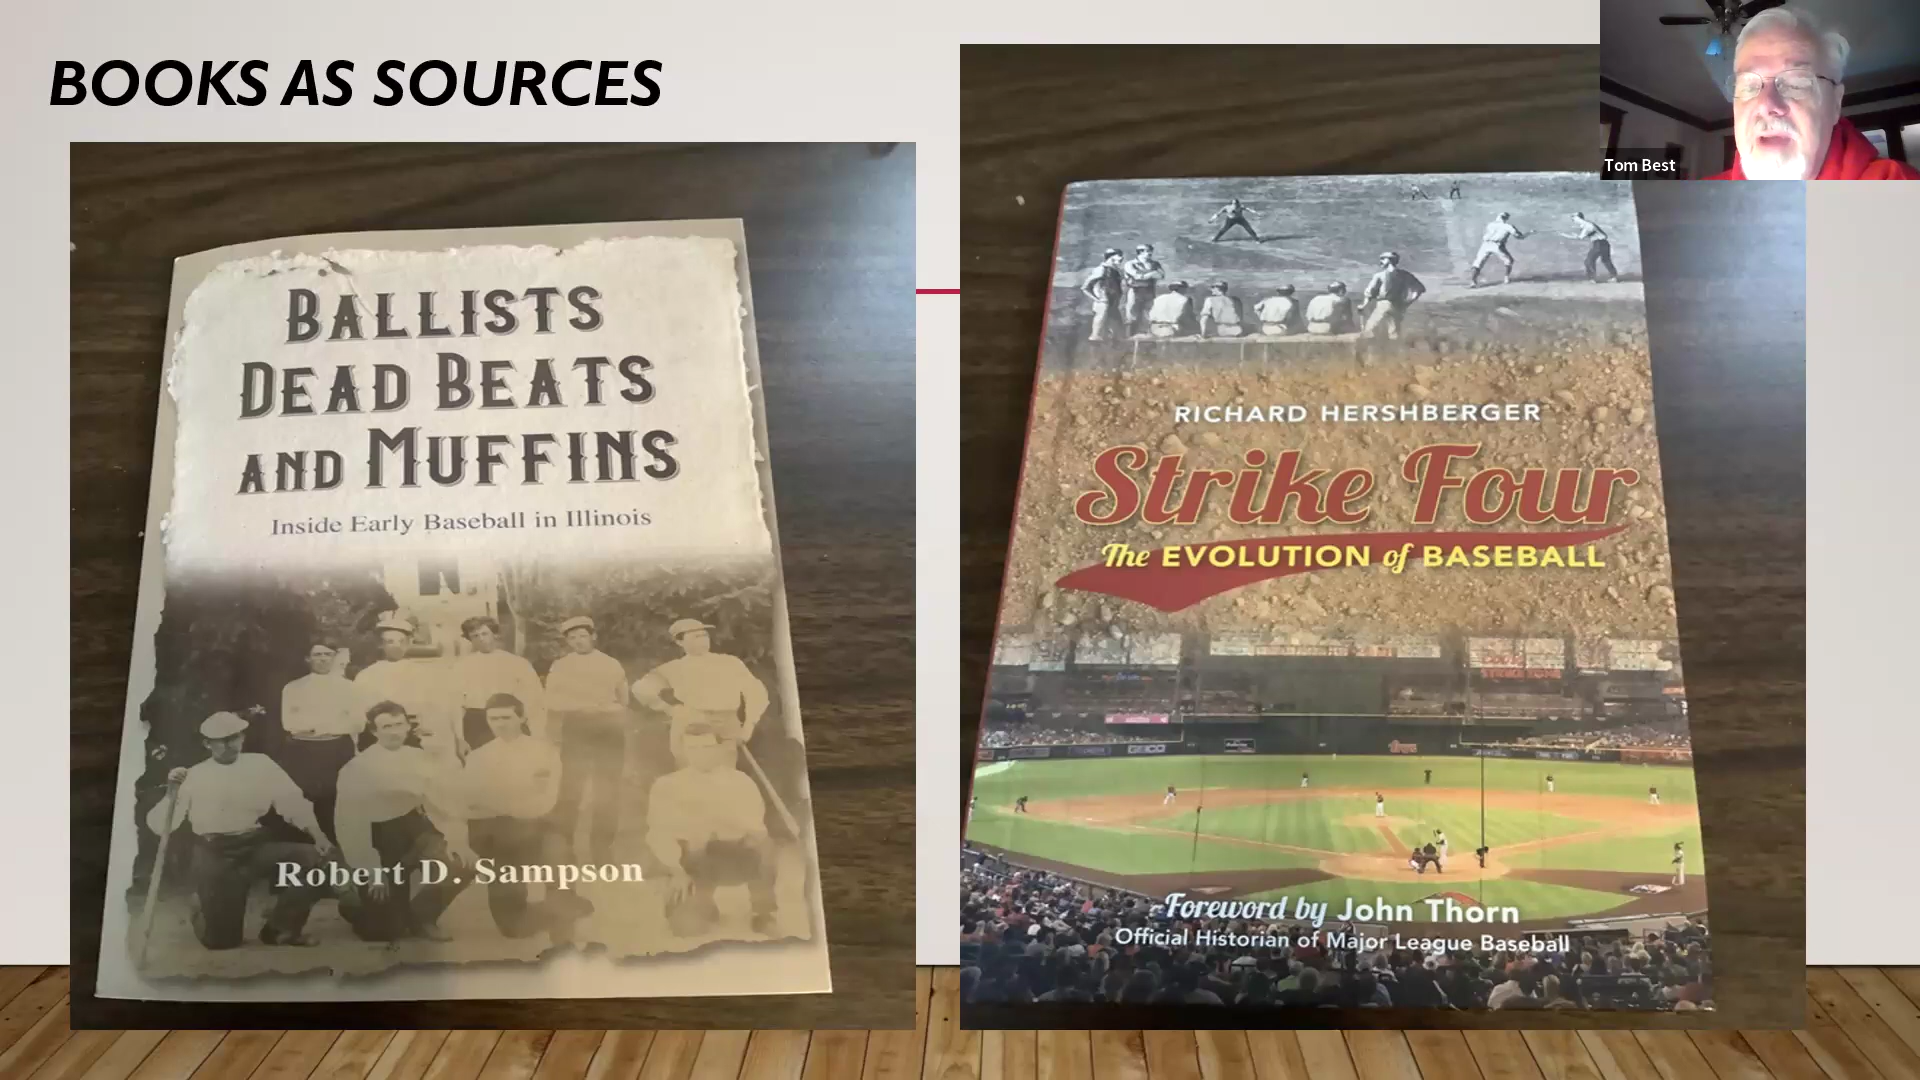 BOOKS AS SOURCES
Tom Best
BALLISTS
DEAD BEATS
AND MUFFINS
Inside Early Baseball in Illinois
Robert D. Sampson
RICHARD HERSHBERGER
Strike Four
The EVOLUTION of BASEBALL
GEICO
Foreword by John Thorn
Official Historian of Major League Baseball